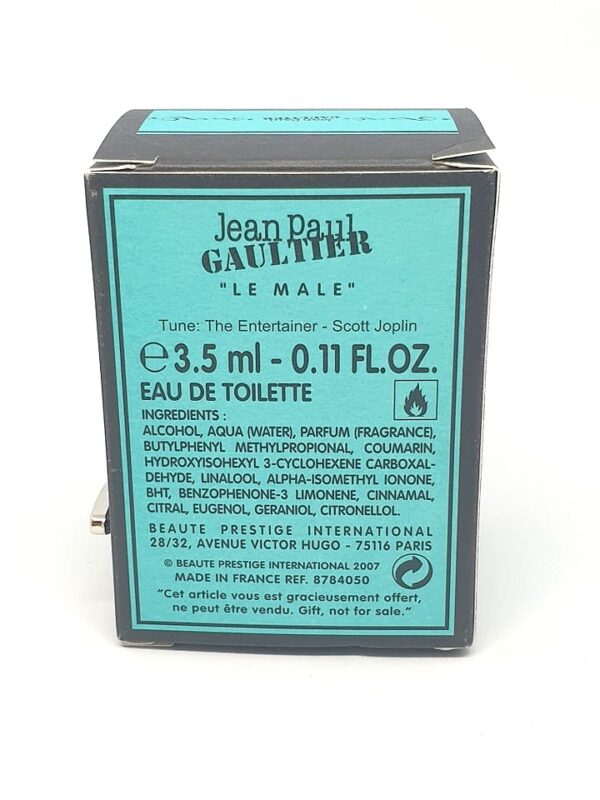 Jean Paul
GAULTIER
"LE MALE"
Tune: The Entertainer - Scott Joplin
℮ 3.5 ml - 0.11 FL.OZ.
EAU DE TOILETTE
INGREDIENTS :
ALCOHOL, AQUA (WATER), PARFUM (FRAGRANCE),
BUTYLPHENYL METHYLPROPIONAL, COUMARIN,
HYDROXYISOHEXYL 3-CYCLOHEXENE CARBOXAL-
DEHYDE, LINALOOL, ALPHA-ISOMETHYL IONONE,
BHT, BENZOPHENONE-3 LIMONENE, CINNAMAL,
CITRAL, EUGENOL, GERANIOL, CITRONELLOL.
BEAUTE PRESTIGE INTERNATIONAL
28/32, AVENUE VICTOR HUGO - 75116 PARIS
© BEAUTE PRESTIGE INTERNATIONAL 2007
MADE IN FRANCE REF. 8784050
"Cet article vous est gracieusement offert,
ne peut être vendu. Gift, not for sale."